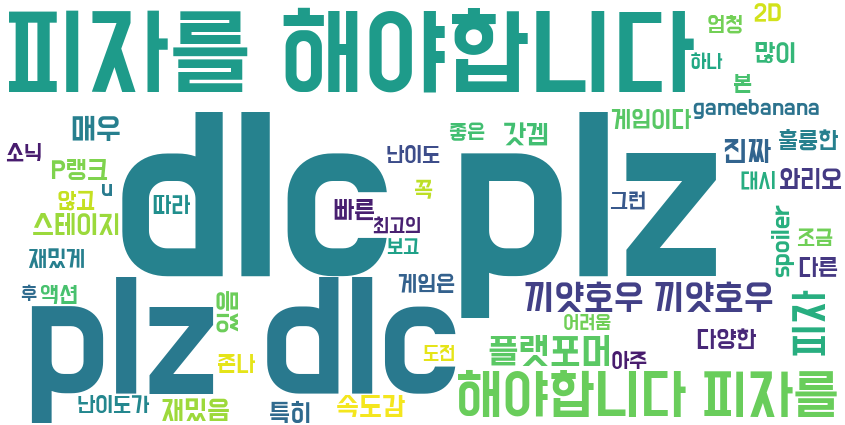 피자를 해야합니다
엄청
2D
하나
많이
본
gamebanana
매우
dlc plz
좋은
갓겜
게임이다
소닉
난이도
진짜
훌륭한
P랭크
u
않고
따라
꼭
그런
대시
와리오
빠른
스테이지
최고의
spoiler
조금
재밌게
보고
다른
후
액션
게임은
끼얏호우 끼얏호우
plz dlc
있음
어려움
피자
플랫포머
다양한
존나
도전
아주
난이도가
재밌음
특히
속도감
해야합니다 피자를